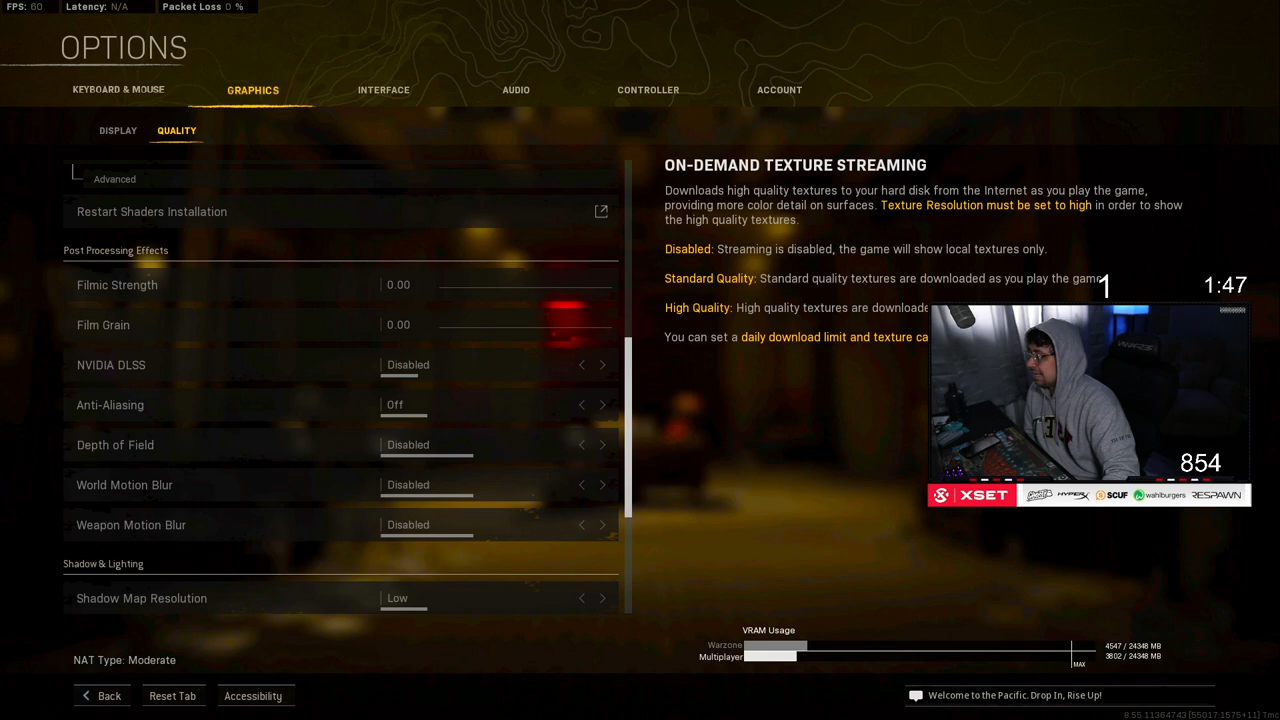 FPS: 60 Latency: N/A Packet Loss 0 %
OPTIONS
KEYBOARD & MOUSE GRAPHICS INTERFACE AUDIO CONTROLLER ACCOUNT
DISPLAY QUALITY
Advanced
Restart Shaders Installation
Post Processing Effects
Filmic Strength 0.00
Film Grain 0.00
NVIDIA DLSS Disabled
Anti-Aliasing Off
Depth of Field Disabled
World Motion Blur Disabled
Weapon Motion Blur Disabled
Shadow & Lighting
Shadow Map Resolution Low
ON-DEMAND TEXTURE STREAMING
Downloads high quality textures to your hard disk from the Internet as you play the game,
providing more color detail on surfaces. Texture Resolution must be set to high in order to show
the high quality textures.
Disabled: Streaming is disabled, the game will show local textures only.
Standard Quality: Standard quality textures are downloaded as you play the game
High Quality: High quality textures are downloade
You can set a daily download limit and texture ca
1 1:47
854
XSET HYPERX SCUF wahlburgers RESPAWN
VRAM Usage
Warzone 4547 / 24348 MB
Multiplayer 3802 / 24348 MB
MAX
NAT Type: Moderate
Back Reset Tab Accessibility
Welcome to the Pacific. Drop In, Rise Up!
8.55.11364743 [55017:1575+11] Tmc